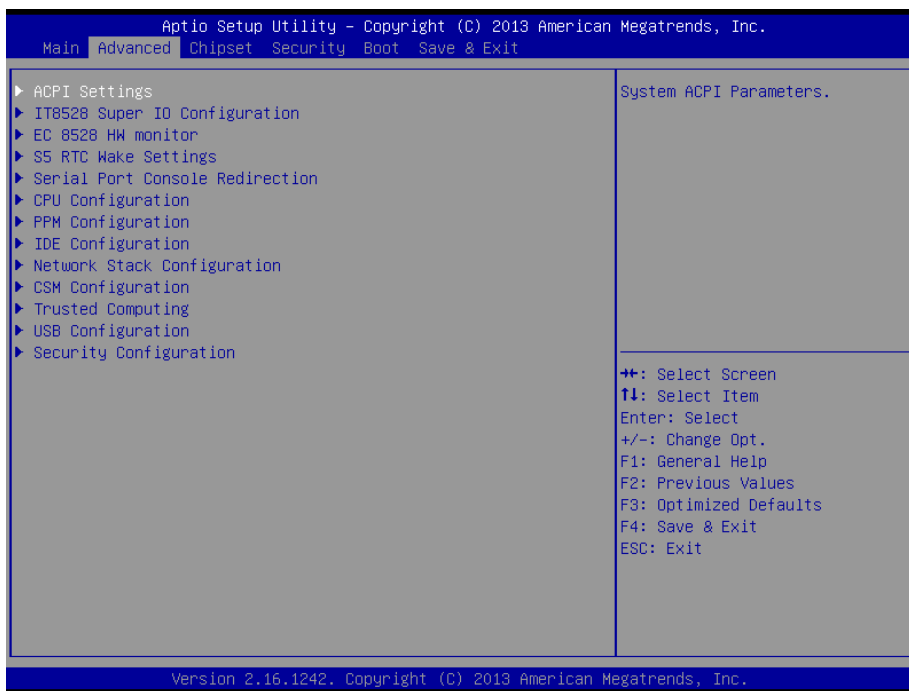 Aptio Setup Utility – Copyright (C) 2013 American Megatrends, Inc.
Main Advanced Chipset Security Boot Save & Exit
ACPI Settings
IT8528 Super IO Configuration
EC 8528 HW monitor
S5 RTC Wake Settings
Serial Port Console Redirection
CPU Configuration
PPM Configuration
IDE Configuration
Network Stack Configuration
CSM Configuration
Trusted Computing
USB Configuration
Security Configuration
System ACPI Parameters.
→←: Select Screen
↑↓: Select Item
Enter: Select
+/-: Change Opt.
F1: General Help
F2: Previous Values
F3: Optimized Defaults
F4: Save & Exit
ESC: Exit
Version 2.16.1242. Copyright (C) 2013 American Megatrends, Inc.